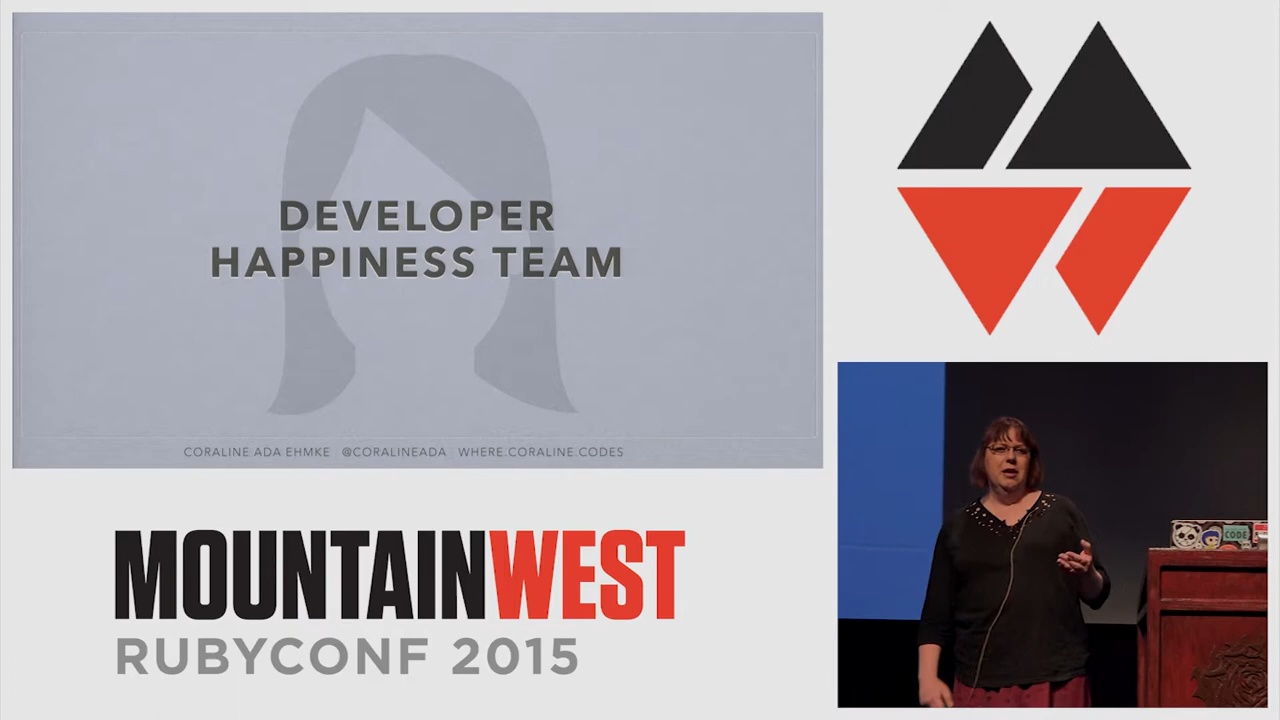 DEVELOPER
HAPPINESS TEAM
CORALINE ADA EHMKE @CORALINEADA WHERE.CORALINE.CODES
MOUNTAINWEST
RUBYCONF 2015
CODE